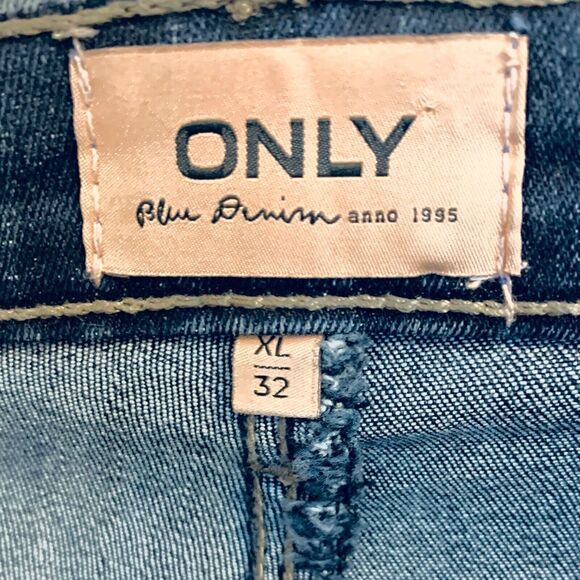 ONLY
Blue Denim anno 1995
XL
32